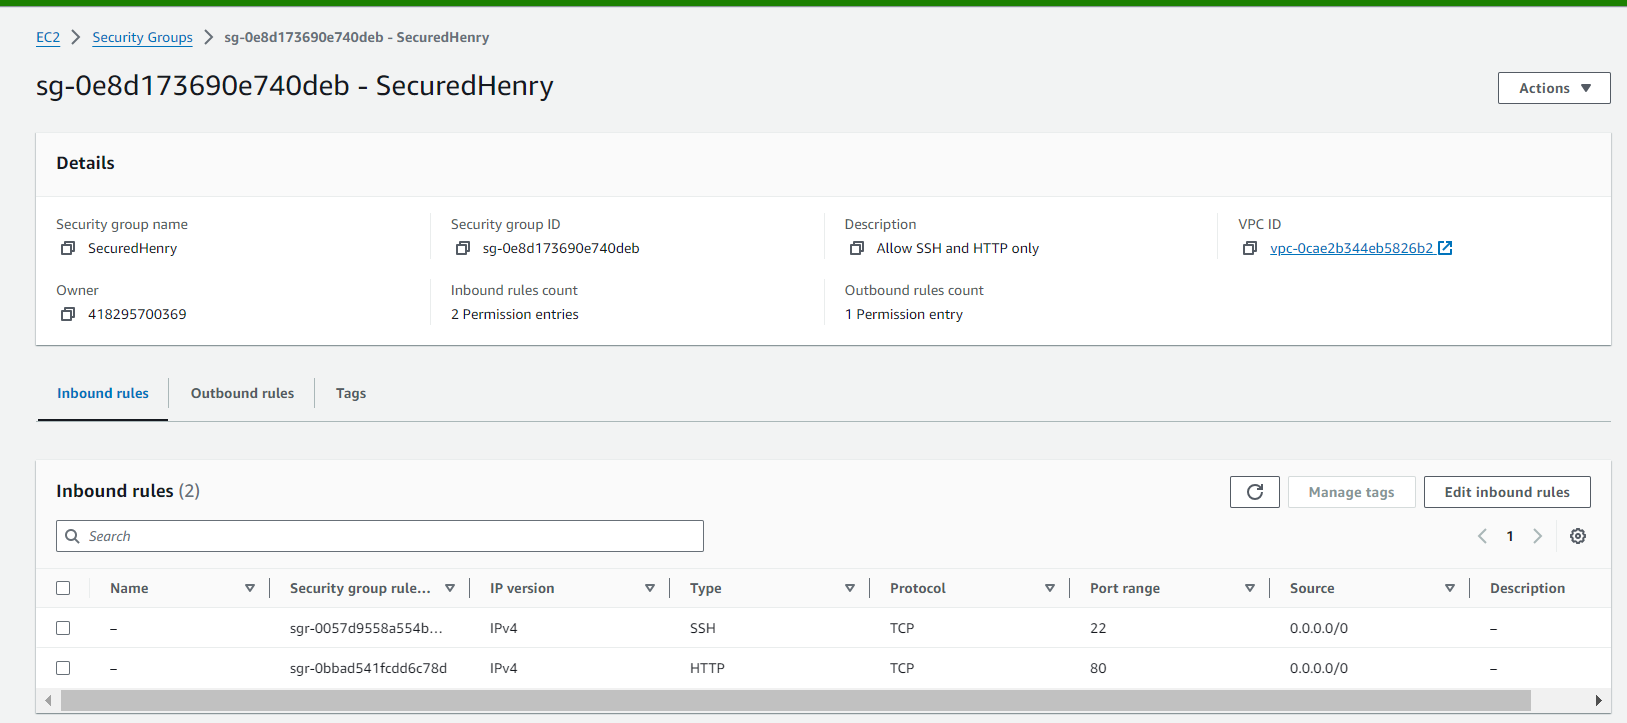 EC2 > Security Groups > sg-0e8d173690e740deb - SecuredHenry
sg-0e8d173690e740deb - SecuredHenry
Actions
Details
Security group name
SecuredHenry
Security group ID
sg-0e8d173690e740deb
Description
Allow SSH and HTTP only
VPC ID
vpc-0cae2b344eb5826b2
Owner
418295700369
Inbound rules count
2 Permission entries
Outbound rules count
1 Permission entry
Inbound rules Outbound rules Tags
Inbound rules (2)
Manage tags Edit inbound rules
Search
1
Name Security group rule... IP version Type Protocol Port range Source Description
– sgr-0057d9558a554b... IPv4 SSH TCP 22 0.0.0.0/0 –
– sgr-0bbad541fcdd6c78d IPv4 HTTP TCP 80 0.0.0.0/0 –